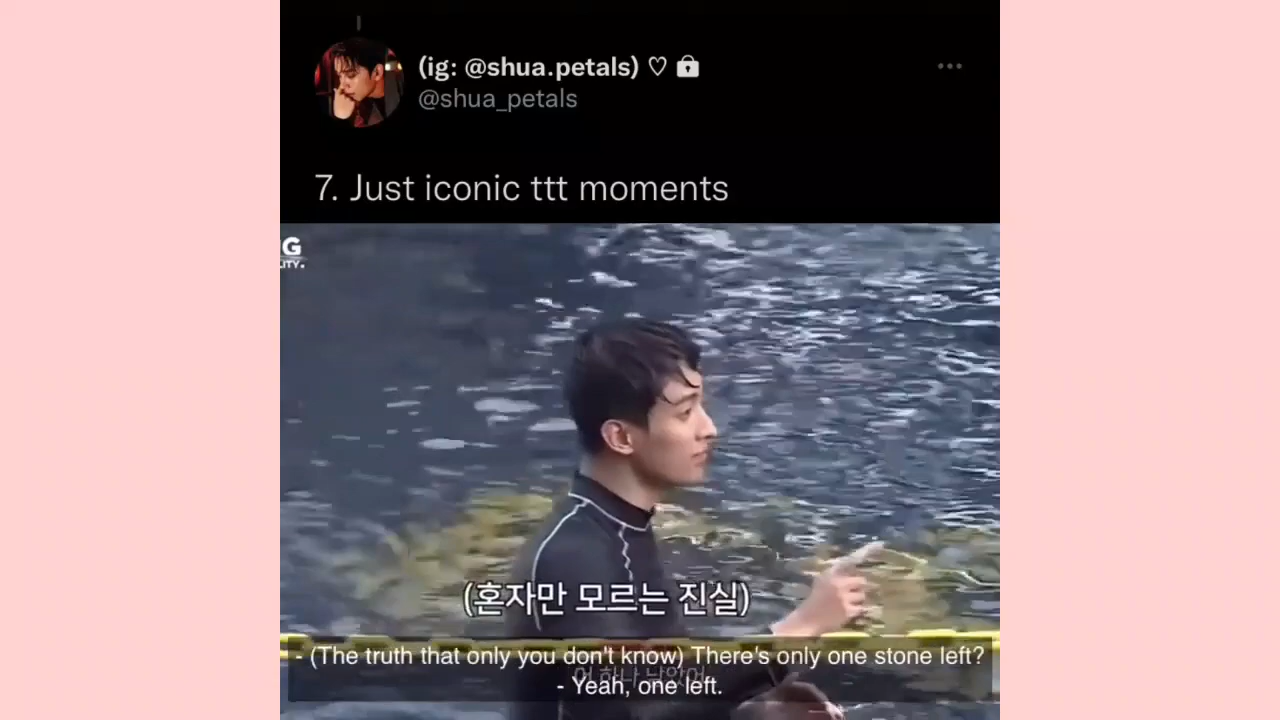 (ig: @shua.petals) ♡ 🔒
@shua_petals
7. Just iconic ttt moments
G
ITY.
(혼자만 모르는 진실)
- (The truth that only you don't know) There's only one stone left?
- Yeah, one left.